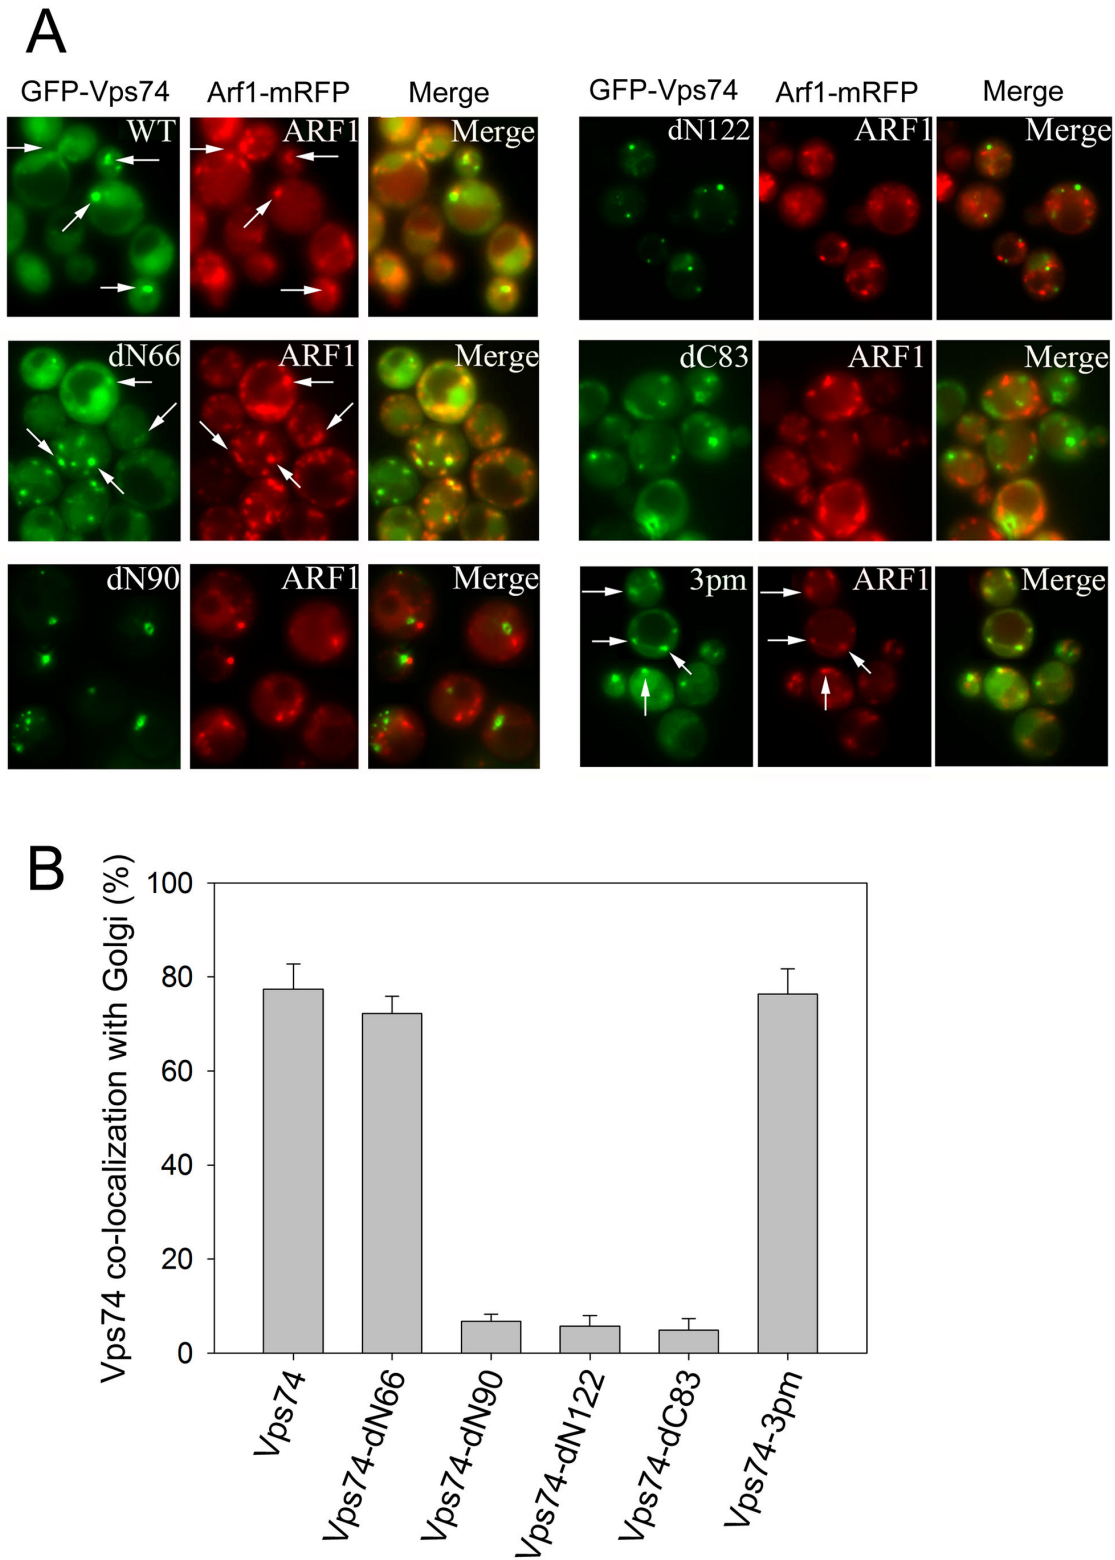 A
GFP-Vps74 Arf1-mRFP Merge GFP-Vps74 Arf1-mRFP Merge
WT ARF1 Merge dN122 ARF1 Merge
dN66 ARF1 Merge dC83 ARF1 Merge
dN90 ARF1 Merge 3pm ARF1 Merge
B
Vps74 co-localization with Golgi (%)
100
80
60
40
20
0
Vps74
Vps74-dN66
Vps74-dN90
Vps74-dN122
Vps74-dC83
Vps74-3pm